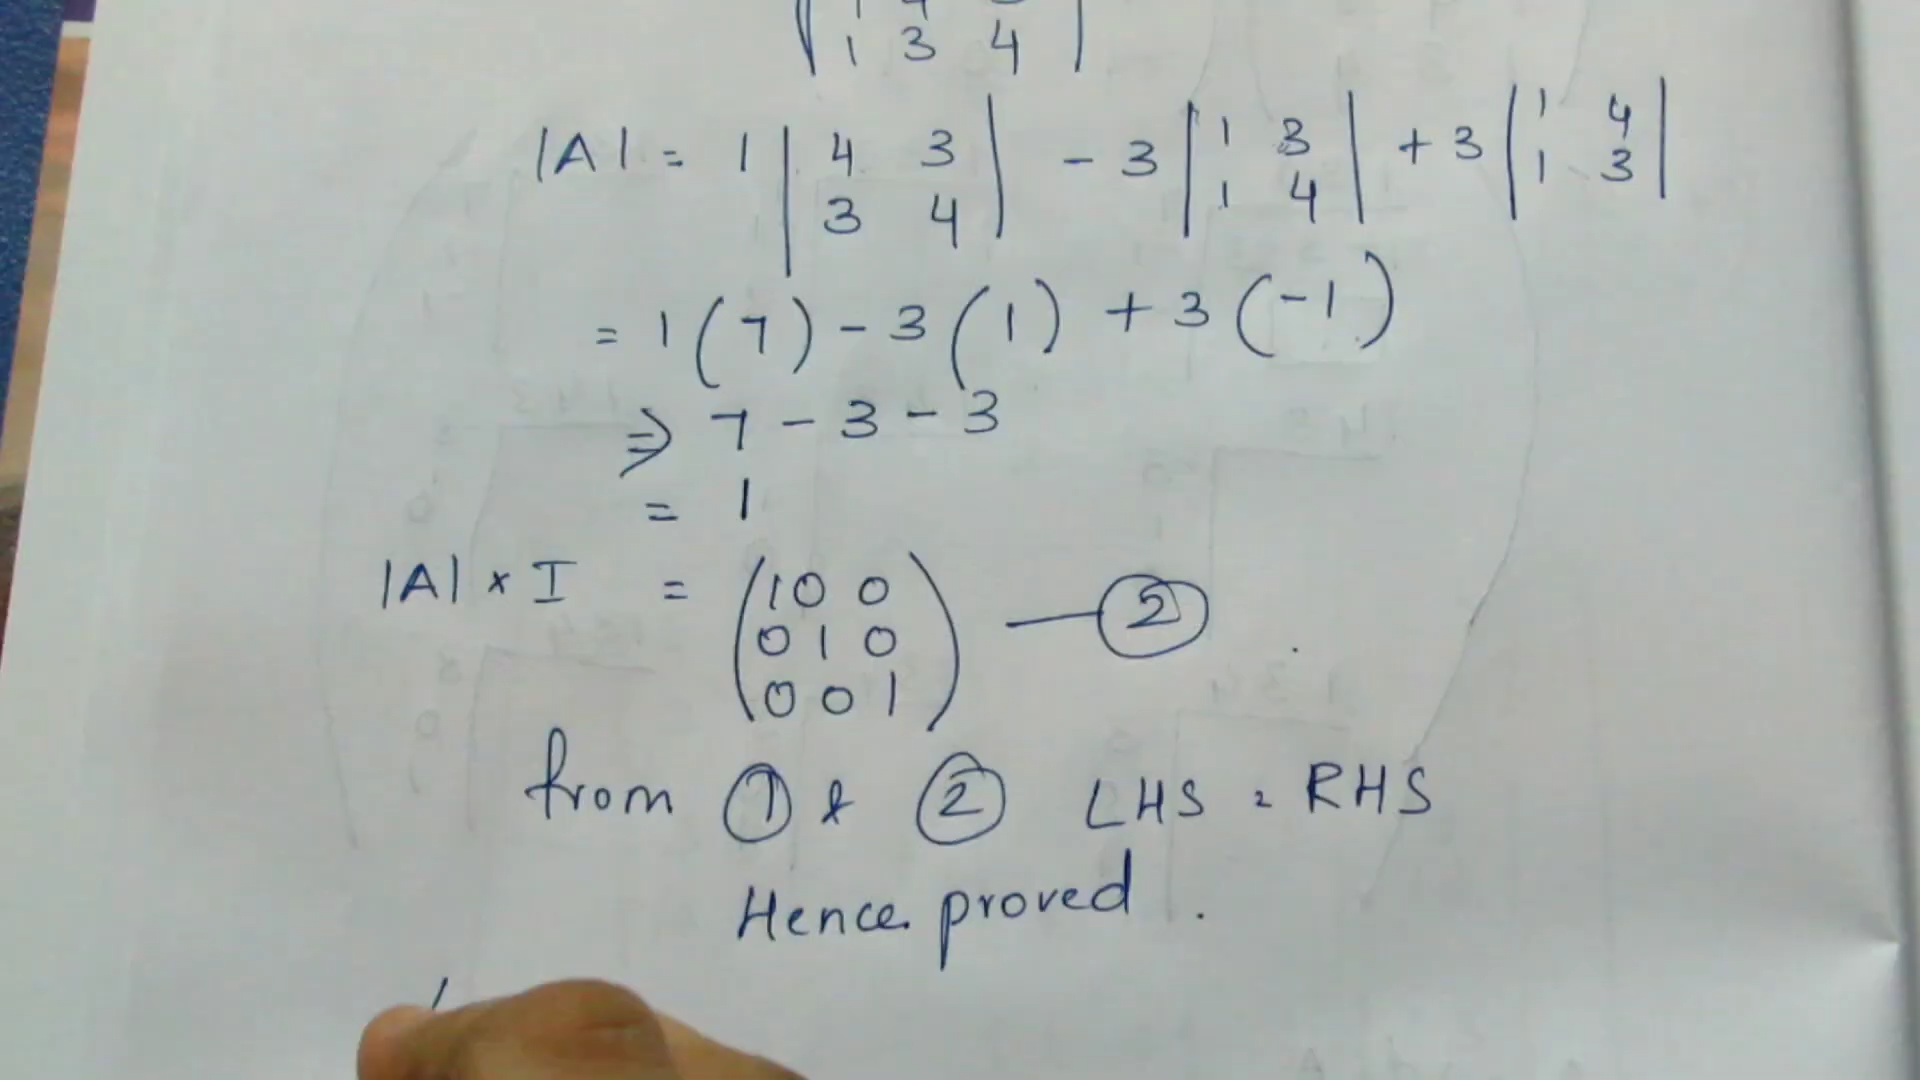 1 3 4
|A| = 1 | 4 3 | - 3 | 1 3 | + 3 | 1 4 |
| 3 4 | | 1 4 | | 1 3 |
= 1 (7) - 3 (1) + 3 (-1)
⇒ 7 - 3 - 3
= 1
|A| × I = ( 1 0 0
0 1 0
0 0 1 ) — ②
from ① & ② LHS = RHS
Hence proved.